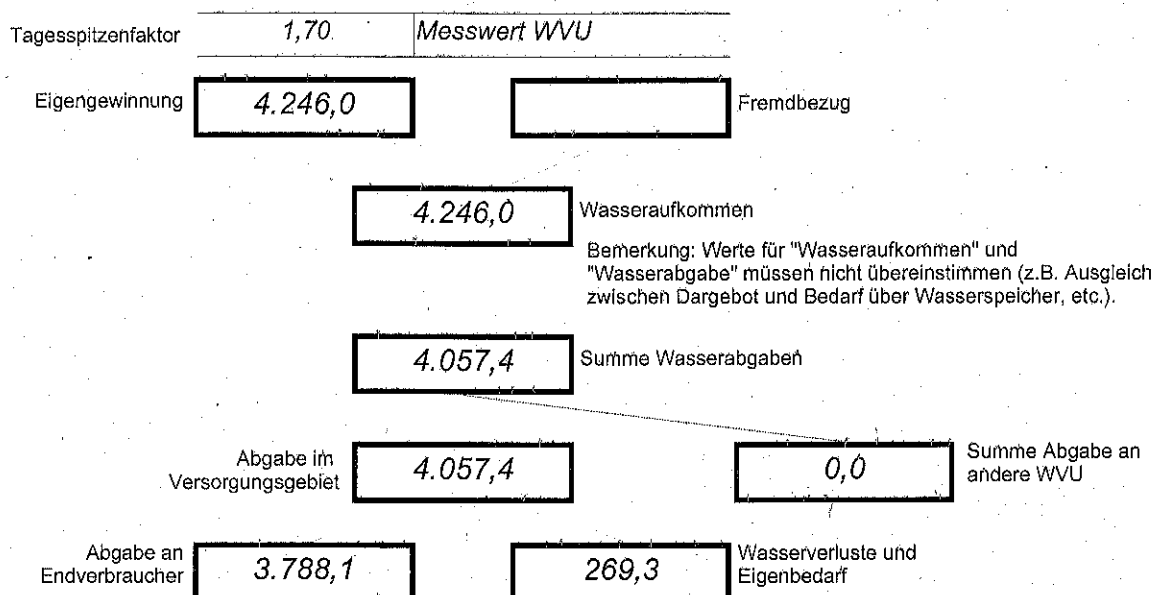 Tagesspitzenfaktor 1,70 Messwert WVU
Eigengewinnung 4.246,0 Fremdbezug
4.246,0 Wasseraufkommen
Bemerkung: Werte für "Wasseraufkommen" und
"Wasserabgabe" müssen nicht übereinstimmen (z.B. Ausgleich
zwischen Dargebot und Bedarf über Wasserspeicher, etc.).
4.057,4 Summe Wasserabgaben
Abgabe im
Versorgungsgebiet 4.057,4 0,0 Summe Abgabe an
andere WVU
Abgabe an
Endverbraucher 3.788,1 269,3 Wasserverluste und
Eigenbedarf